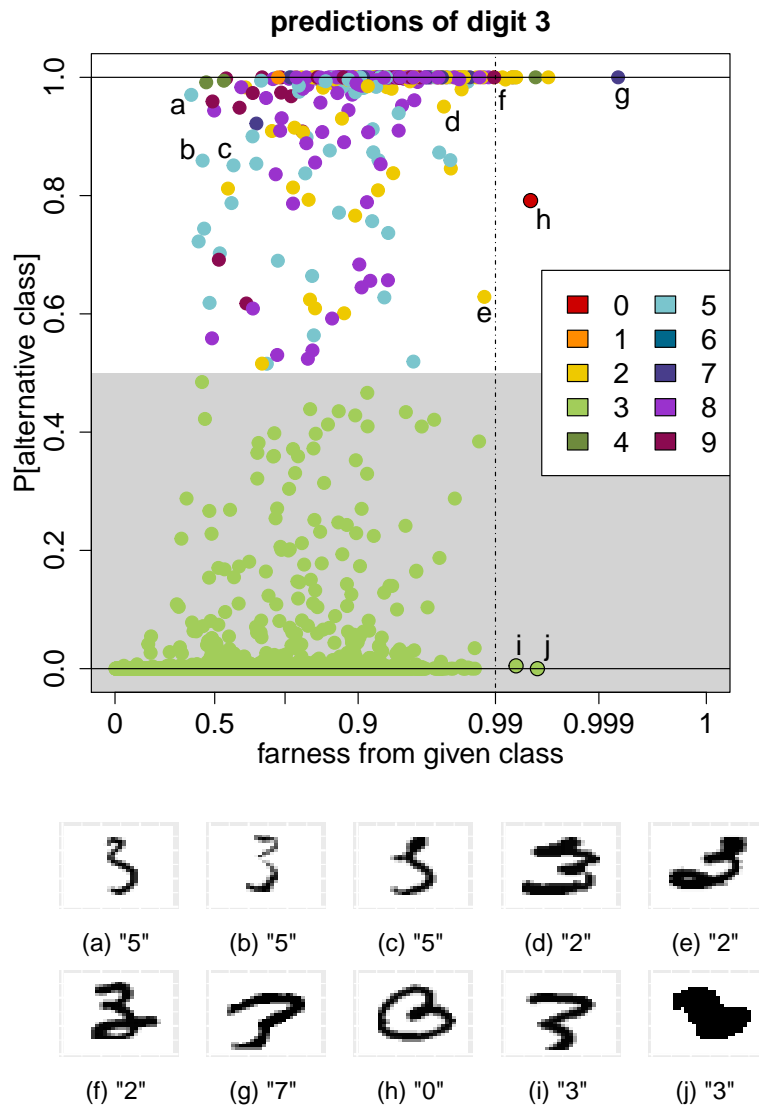 predictions of digit 3
P[alternative class]
1.0
0.8
0.6
0.4
0.2
0.0
a
b
c
d
e
f
g
h
i
j
0 5
1 6
2 7
3 8
4 9
0 0.5 0.9 0.99 0.999 1
farness from given class
(a) "5" (b) "5" (c) "5" (d) "2" (e) "2"
(f) "2" (g) "7" (h) "0" (i) "3" (j) "3"